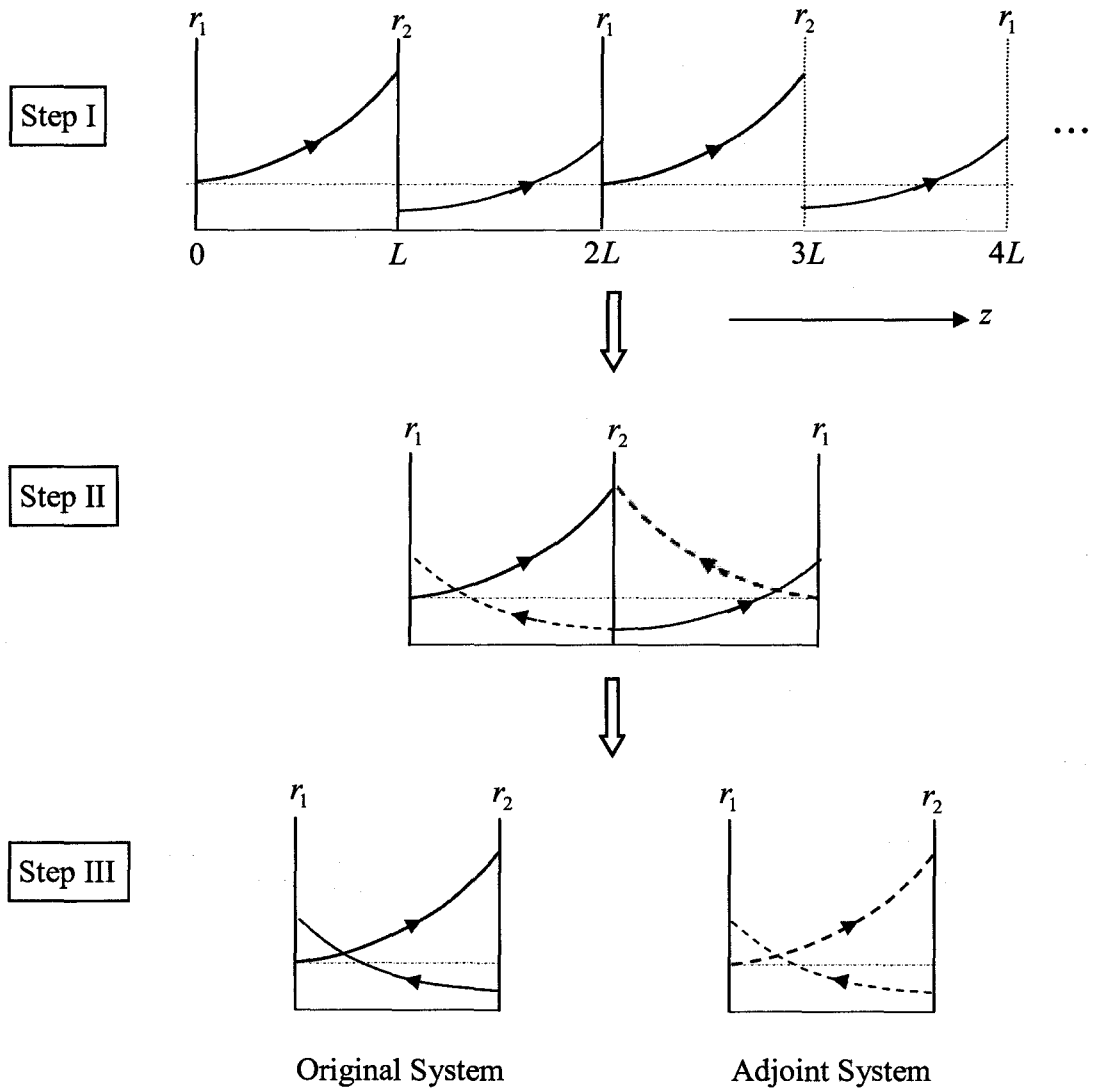 r₁ r₂ r₁ r₂ r₁
Step I
...
0 L 2L 3L 4L
z
r₁ r₂ r₁
Step II
r₁ r₂ r₁ r₂
Step III
Original System Adjoint System